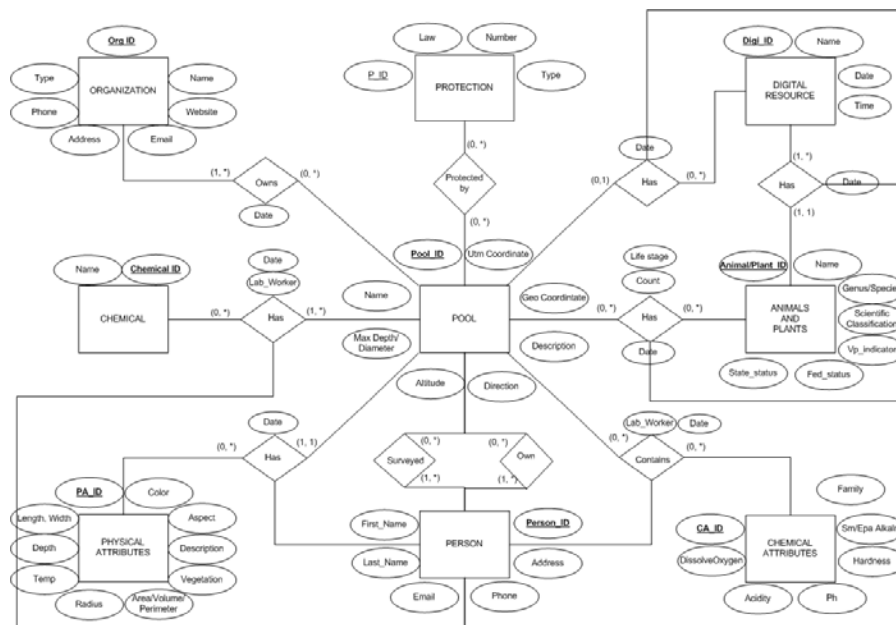 Org ID
Law
Number
Digi_ID
Name
Type
ORGANIZATION
Name
P_ID
PROTECTION
Type
DIGITAL
RESOURCE
Date
Phone
Website
Time
Address
Email
(0, *)
Date
(1, *)
(1, *)
Owns
(0, *)
Protected
by
(0,1)
Has
(0, *)
Has
Date
Date
(0, *)
(1, 1)
Date
Pool_ID
Utm Coordinate
Life stage
Animal/Plant_ID
Name
Name
Chemical ID
Lab_Worker
Count
Genus/Specie
Name
Geo Coordintate
CHEMICAL
(0, *)
Has
(1, *)
POOL
(0, *)
Has
(0, *)
ANIMALS
AND
PLANTS
Scientific
Classification
Max Depth/
Diameter
Description
Date
Vp_indicator
State_status
Fed_status
Altitude
Direction
Date
Lab_Worker
Date
(0, *)
Has
(1, 1)
(0, *)
(0, *)
(0, *)
(0, *)
Surveyed
Own
Contains
PA_ID
Color
(1, *)
(1, *)
Family
Length. Width
Aspect
First_Name
Person_ID
CA_ID
Sm/Epa Alkalin
PHYSICAL
ATTRIBUTES
PERSON
CHEMICAL
ATTRIBUTES
Depth
Description
Last_Name
Address
DissolveOxygen
Hardness
Temp
Vegetation
Radius
Area/Volume/
Perimeter
Email
Phone
Acidity
Ph